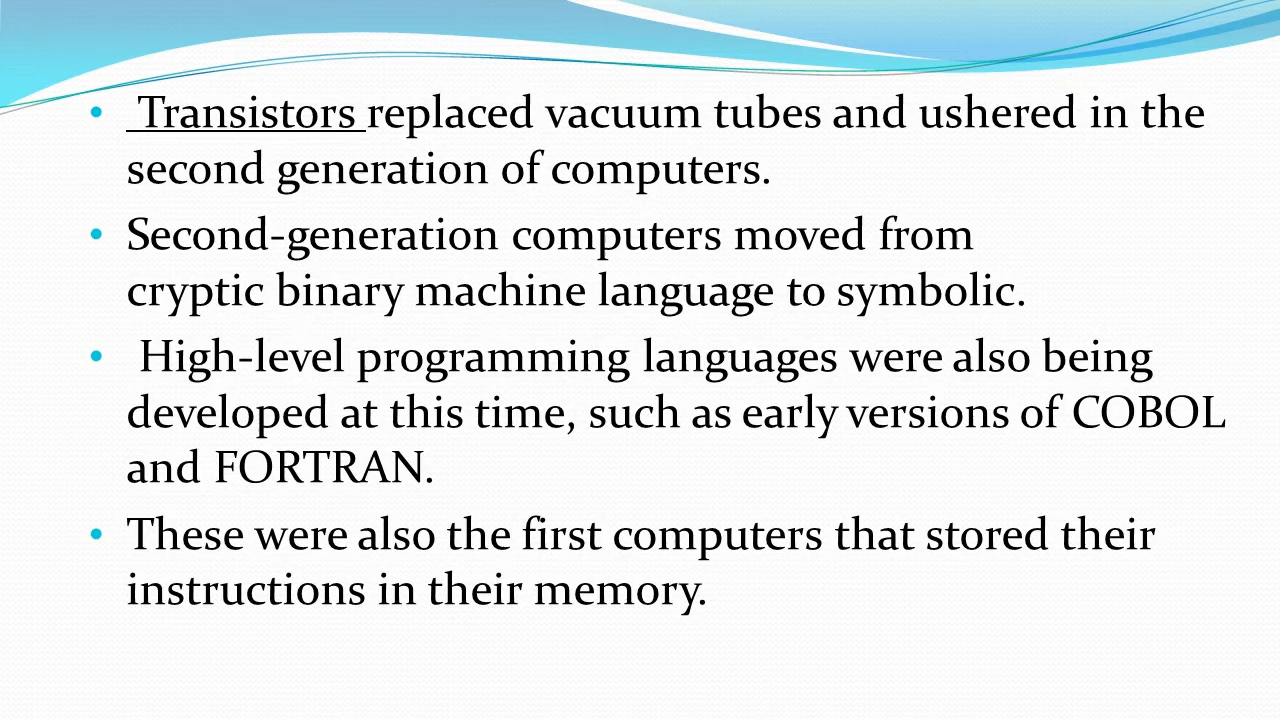 • Transistors replaced vacuum tubes and ushered in the
second generation of computers.
• Second-generation computers moved from
cryptic binary machine language to symbolic.
• High-level programming languages were also being
developed at this time, such as early versions of COBOL
and FORTRAN.
• These were also the first computers that stored their
instructions in their memory.